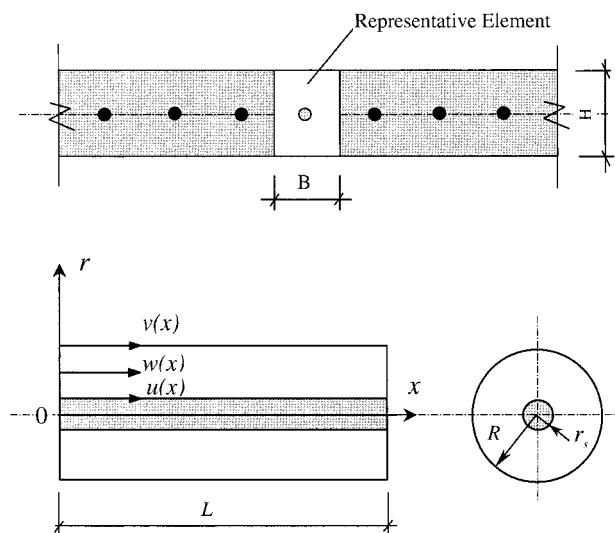 Representative Element
H
B
r
v(x)
w(x)
u(x)
x
0
R
r_s
L